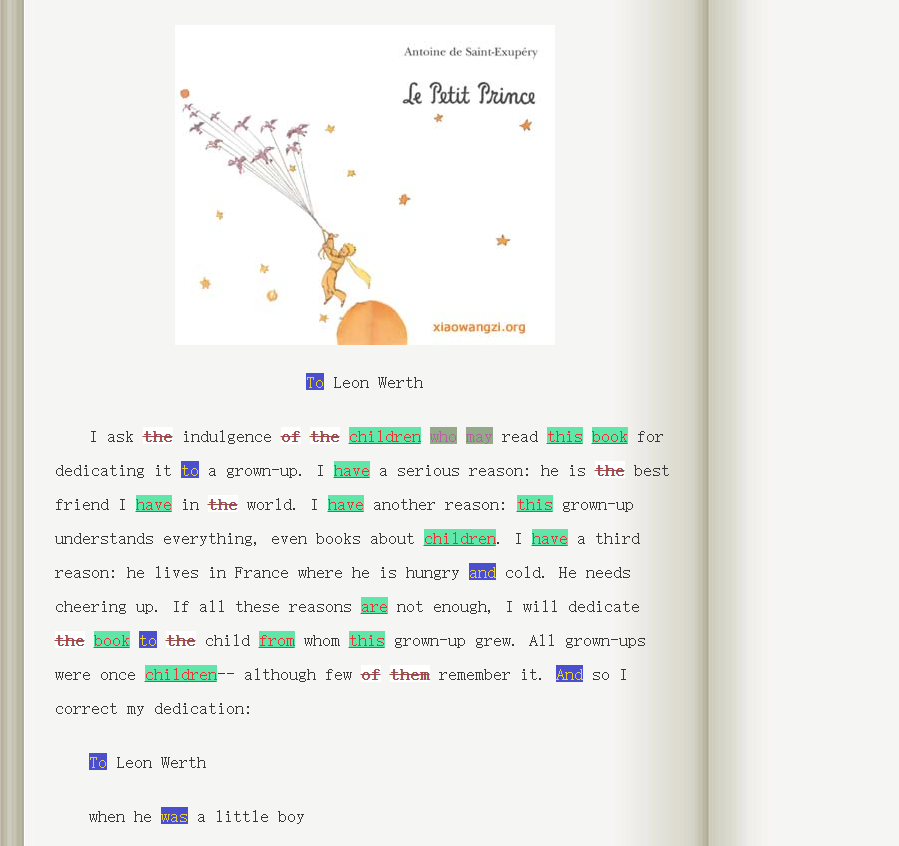 Antoine de Saint-Exupéry
Le Petit Prince
xiaowangzi.org
To Leon Werth
I ask the indulgence of the children who may read this book for
dedicating it to a grown-up. I have a serious reason: he is the best
friend I have in the world. I have another reason: this grown-up
understands everything, even books about children. I have a third
reason: he lives in France where he is hungry and cold. He needs
cheering up. If all these reasons are not enough, I will dedicate
the book to the child from whom this grown-up grew. All grown-ups
were once children-- although few of them remember it. And so I
correct my dedication:
To Leon Werth
when he was a little boy